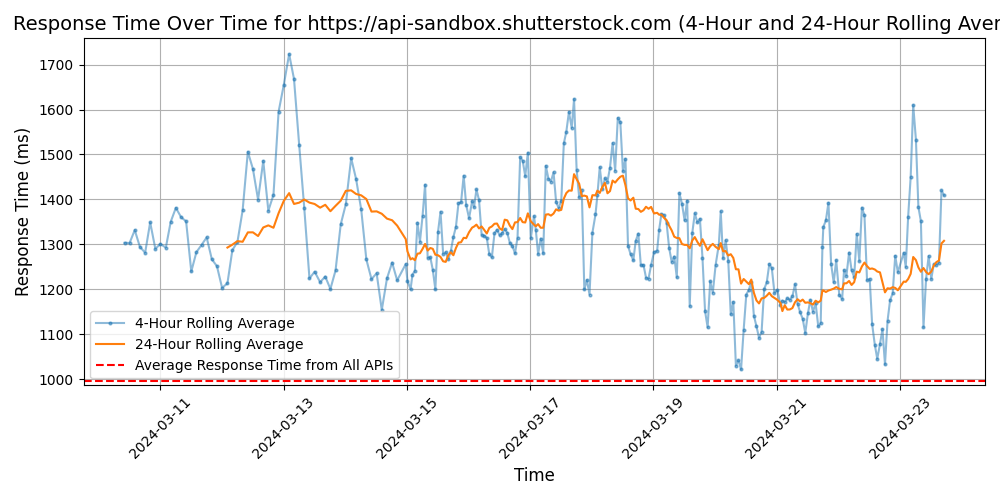 Response Time Over Time for https://api-sandbox.shutterstock.com (4-Hour and 24-Hour Rolling Aver
Response Time (ms)
1700
1600
1500
1400
1300
1200
1100
1000
4-Hour Rolling Average
24-Hour Rolling Average
Average Response Time from All APIs
2024-03-11
2024-03-13
2024-03-15
2024-03-17
2024-03-19
2024-03-21
2024-03-23
Time